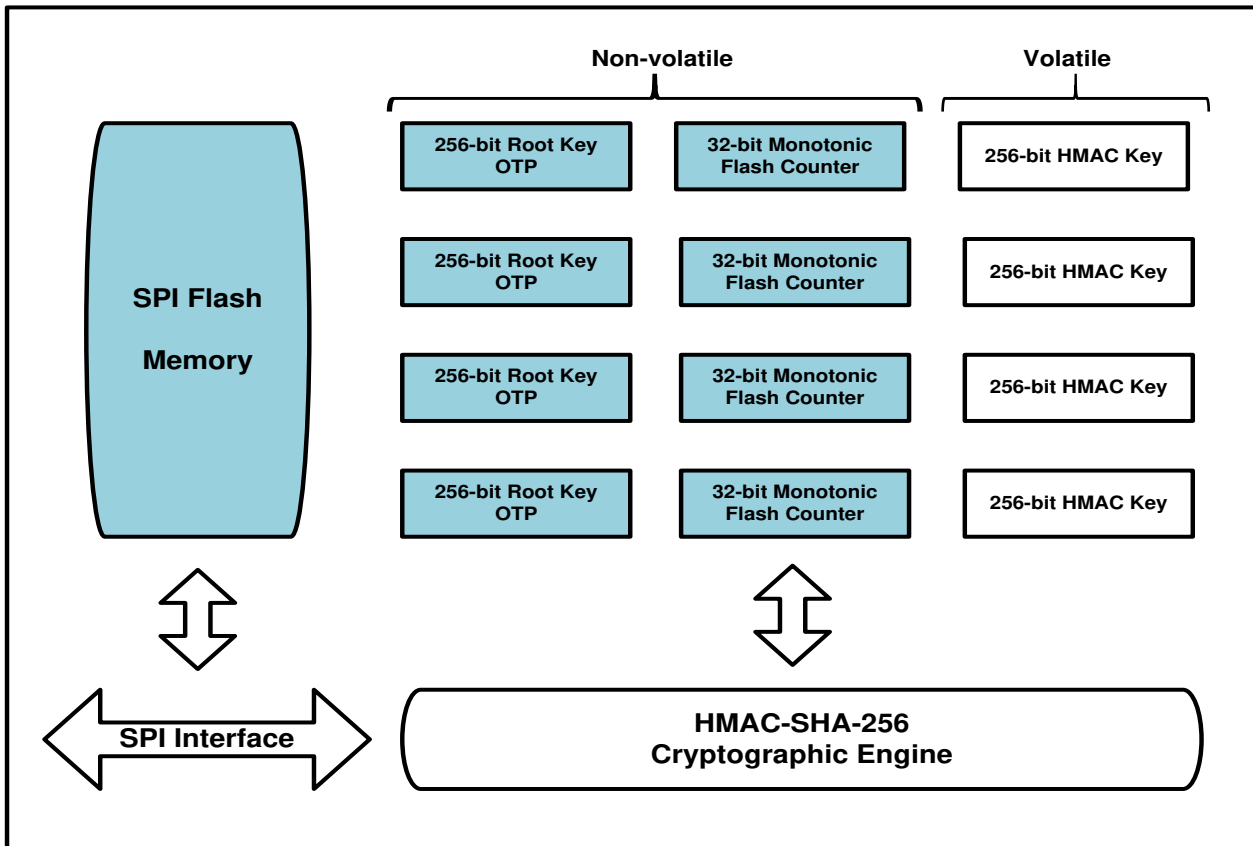 Non-volatile
Volatile
256-bit Root Key
OTP
32-bit Monotonic
Flash Counter
256-bit HMAC Key
256-bit Root Key
OTP
32-bit Monotonic
Flash Counter
256-bit HMAC Key
SPI Flash
Memory
256-bit Root Key
OTP
32-bit Monotonic
Flash Counter
256-bit HMAC Key
256-bit Root Key
OTP
32-bit Monotonic
Flash Counter
256-bit HMAC Key
SPI Interface
HMAC-SHA-256
Cryptographic Engine